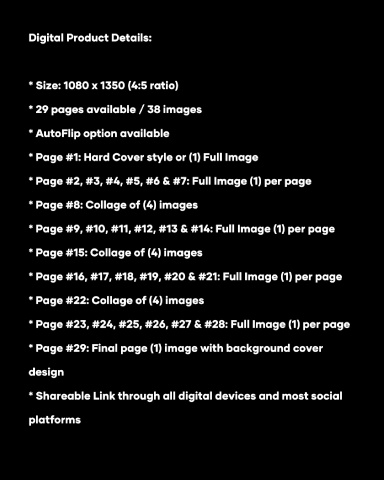 Digital Product Details:
* Size: 1080 x 1350 (4:5 ratio)
* 29 pages available / 38 images
* AutoFlip option available
* Page #1: Hard Cover style or (1) Full Image
* Page #2, #3, #4, #5, #6 & #7: Full Image (1) per page
* Page #8: Collage of (4) images
* Page #9, #10, #11, #12, #13 & #14: Full Image (1) per page
* Page #15: Collage of (4) images
* Page #16, #17, #18, #19, #20 & #21: Full Image (1) per page
* Page #22: Collage of (4) images
* Page #23, #24, #25, #26, #27 & #28: Full Image (1) per page
* Page #29: Final page (1) image with background cover
design
* Shareable Link through all digital devices and most social
platforms